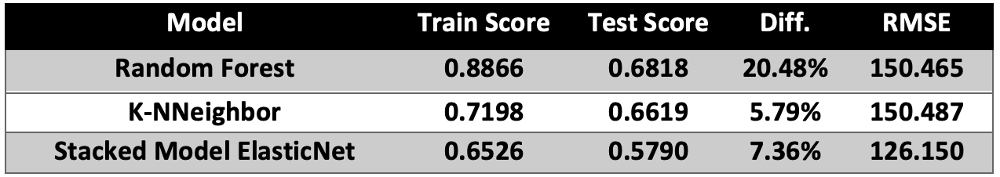 Model Train Score Test Score Diff. RMSE
Random Forest 0.8866 0.6818 20.48% 150.465
K-NNeighbor 0.7198 0.6619 5.79% 150.487
Stacked Model ElasticNet 0.6526 0.5790 7.36% 126.150